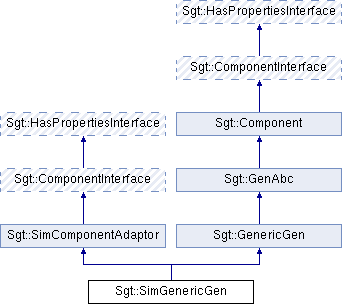 Sgt::HasPropertiesInterface
Sgt::ComponentInterface
Sgt::HasPropertiesInterface
Sgt::Component
Sgt::ComponentInterface
Sgt::GenAbc
Sgt::SimComponentAdaptor
Sgt::GenericGen
Sgt::SimGenericGen